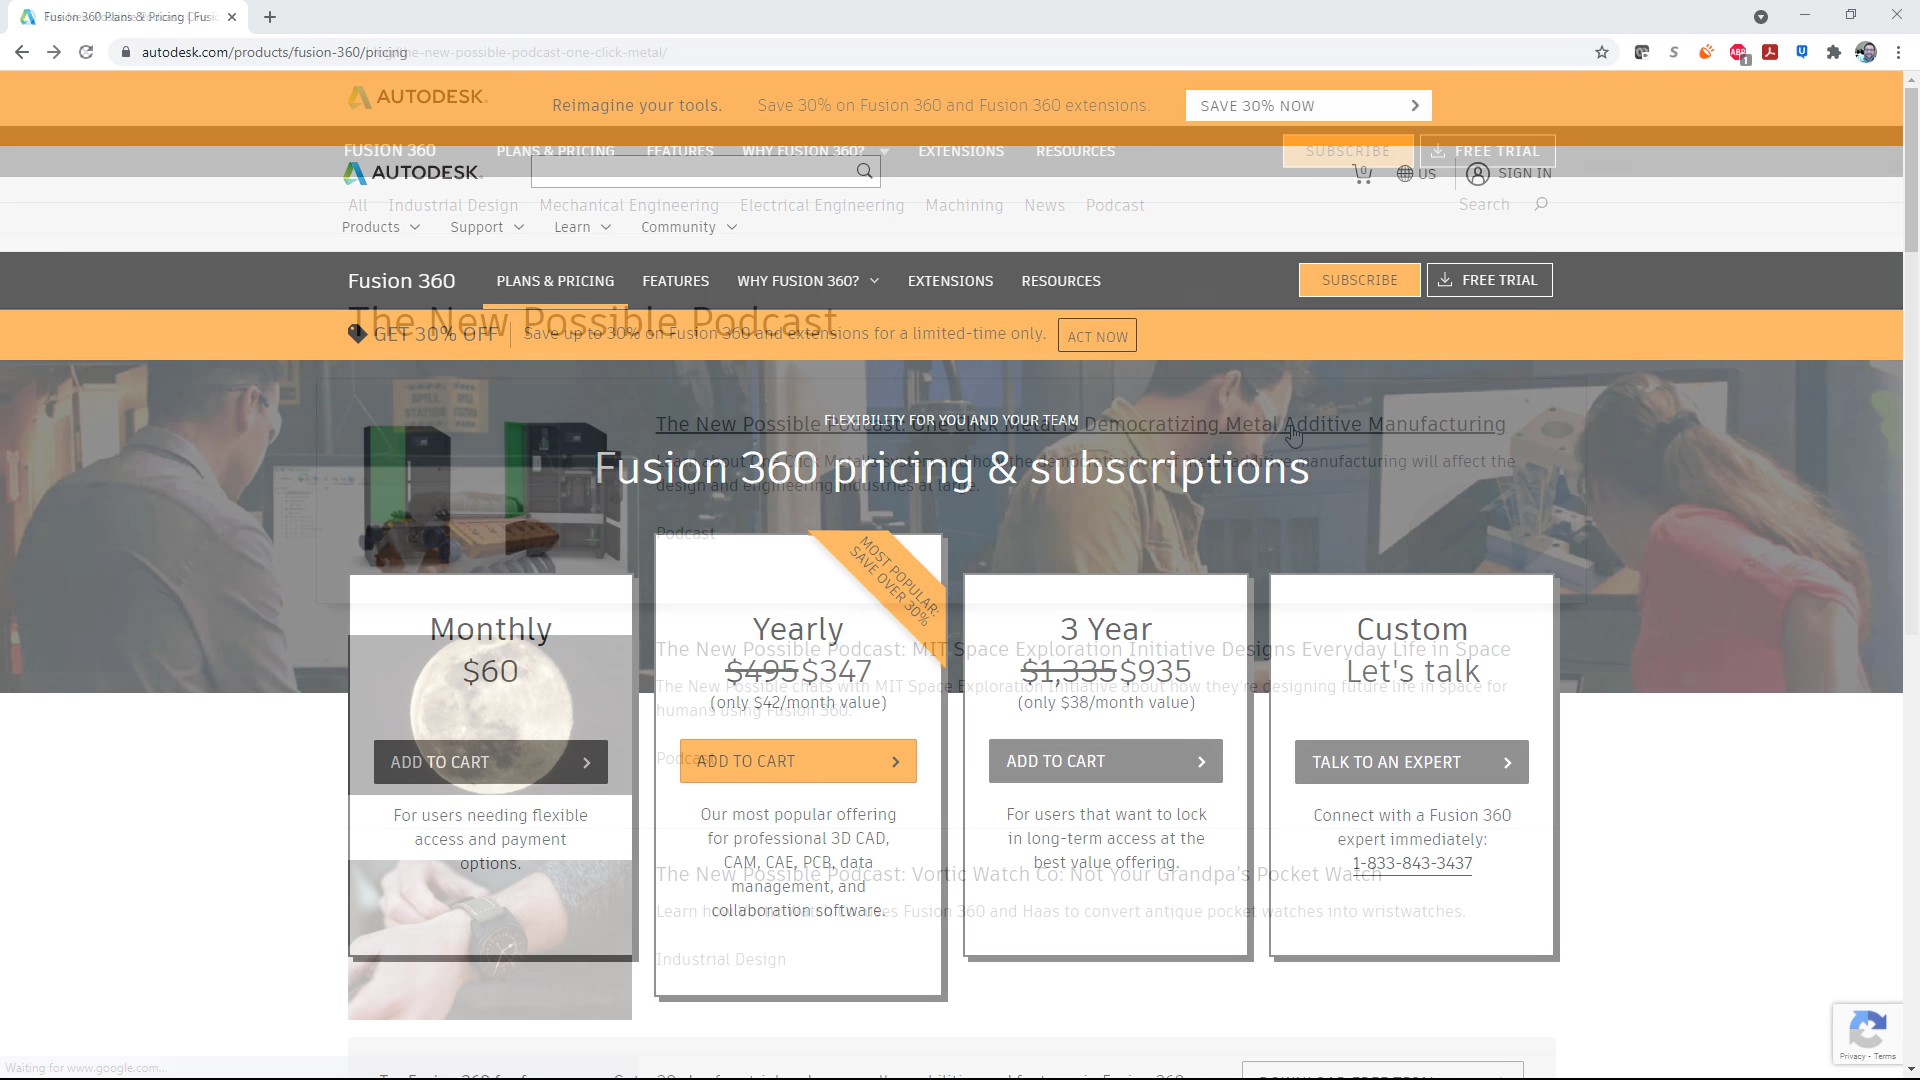 Fusion 360 Plans & Pricing | Fus
autodesk.com/products/fusion-360/pricing
the-new-possible-podcast-one-click-metal/
AUTODESK.
Reimagine your tools.
Save 30% on Fusion 360 and Fusion 360 extensions.
SAVE 30% NOW
FUSION 360
PLANS & PRICING
FEATURES
WHY FUSION 360?
EXTENSIONS
RESOURCES
SUBSCRIBE
FREE TRIAL
AUTODESK.
0
US
SIGN IN
All
Industrial Design
Mechanical Engineering
Electrical Engineering
Machining
News
Podcast
Search
Products
Support
Learn
Community
Fusion 360
PLANS & PRICING
FEATURES
WHY FUSION 360?
EXTENSIONS
RESOURCES
SUBSCRIBE
FREE TRIAL
The New Possible Podcast
GET 30% OFF
Save up to 30% on Fusion 360 and extensions for a limited-time only.
ACT NOW
FLEXIBILITY FOR YOU AND YOUR TEAM
The New Possible Podcast: One Click Metal is Democratizing Metal Additive Manufacturing
Fusion 360 pricing & subscriptions
design and engineering industries at large.
Podcast
MOST POPULAR:
SAVE OVER 30%
Monthly
$60
ADD TO CART
For users needing flexible
access and payment
options.
Yearly
$495 $347
(only $42/month value)
ADD TO CART
Our most popular offering
for professional 3D CAD,
CAM, CAE, PCB, data
management, and
collaboration software.
3 Year
$1,335 $935
(only $38/month value)
ADD TO CART
For users that want to lock
in long-term access at the
best value offering.
Custom
Let's talk
TALK TO AN EXPERT
Connect with a Fusion 360
expert immediately:
1-833-843-3437
The New Possible Podcast: MIT Space Exploration Initiative Designs Everyday Life in Space
The New Possible chats with MIT Space Exploration Initiative about how they're designing future life in space for
humans using Fusion 360.
Podcast
The New Possible Podcast: Vortic Watch Co: Not Your Grandpa's Pocket Watch
Learn how Vortic Watch Co uses Fusion 360 and Haas to convert antique pocket watches into wristwatches.
Industrial Design
Privacy - Terms
Waiting for www.google.com...